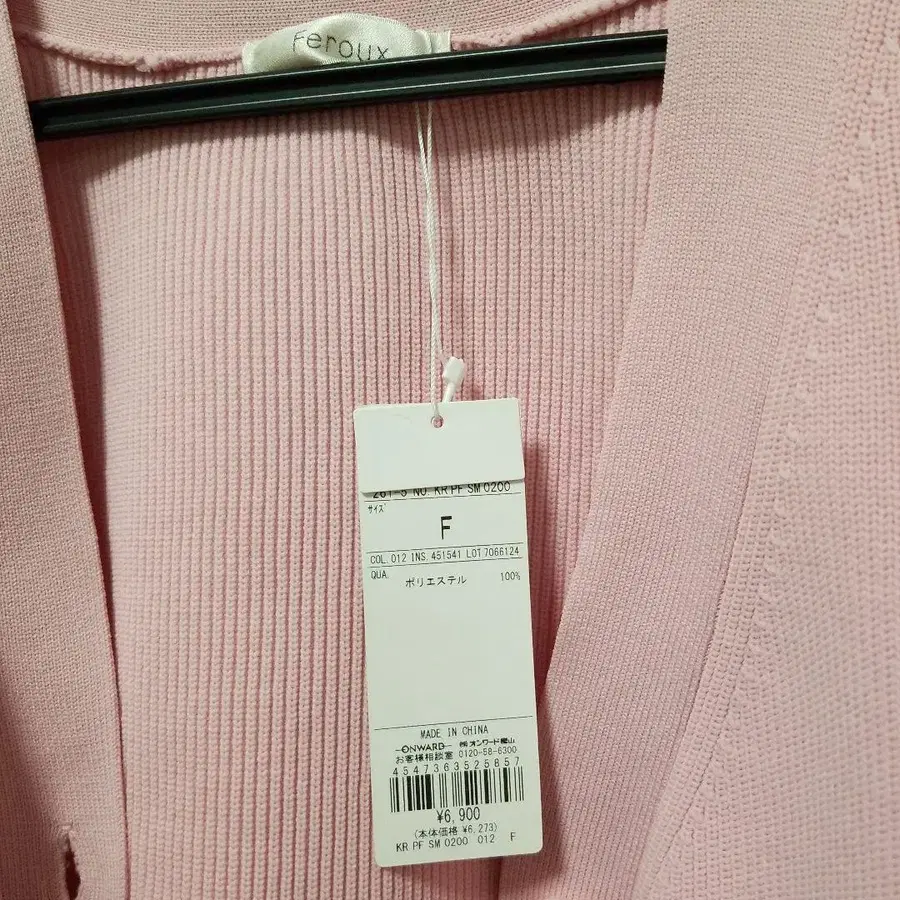 Feroux
261-5 NO. KR PF SM 0200
サイズ
F
COL. 012 INS. 451541 LOT 7066124
QUA. ポリエステル 100%
MADE IN CHINA
ONWARD ㈱オンワード樫山
お客様相談室 0120-58-6300
4547363525857
¥6,900
(本体価格 ¥6,273)
KR PF SM 0200 012 F